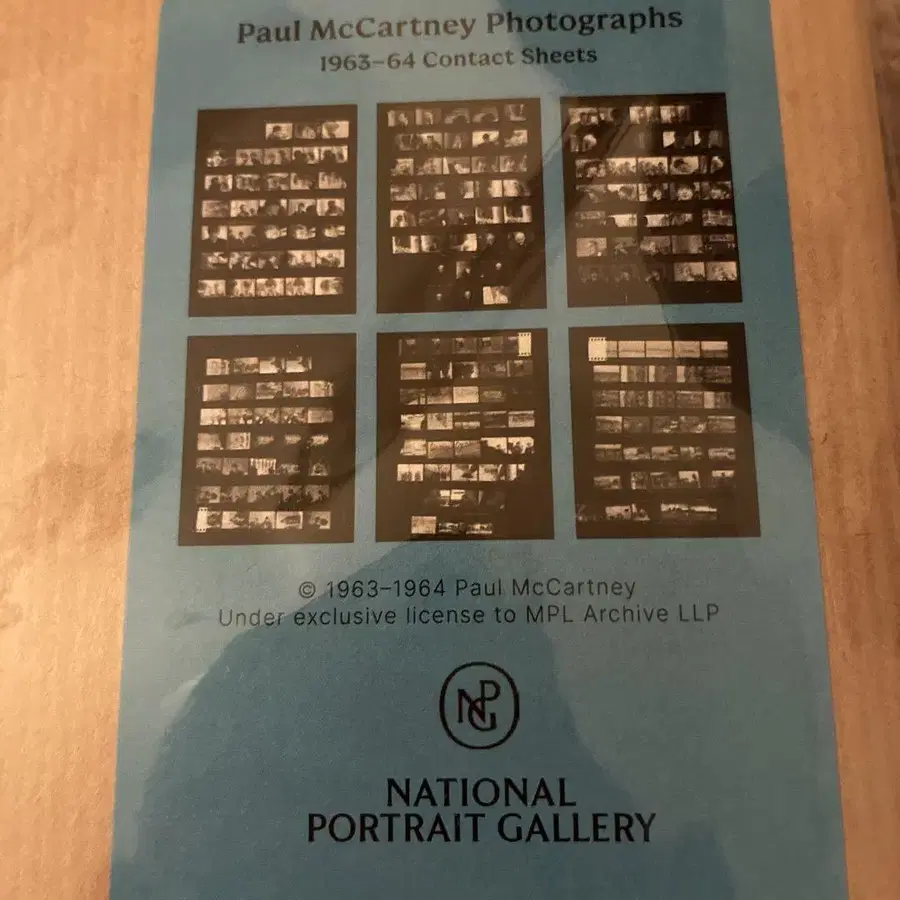 Paul McCartney Photographs
1963–64 Contact Sheets
© 1963–1964 Paul McCartney
Under exclusive license to MPL Archive LLP
NPG
NATIONAL
PORTRAIT GALLERY